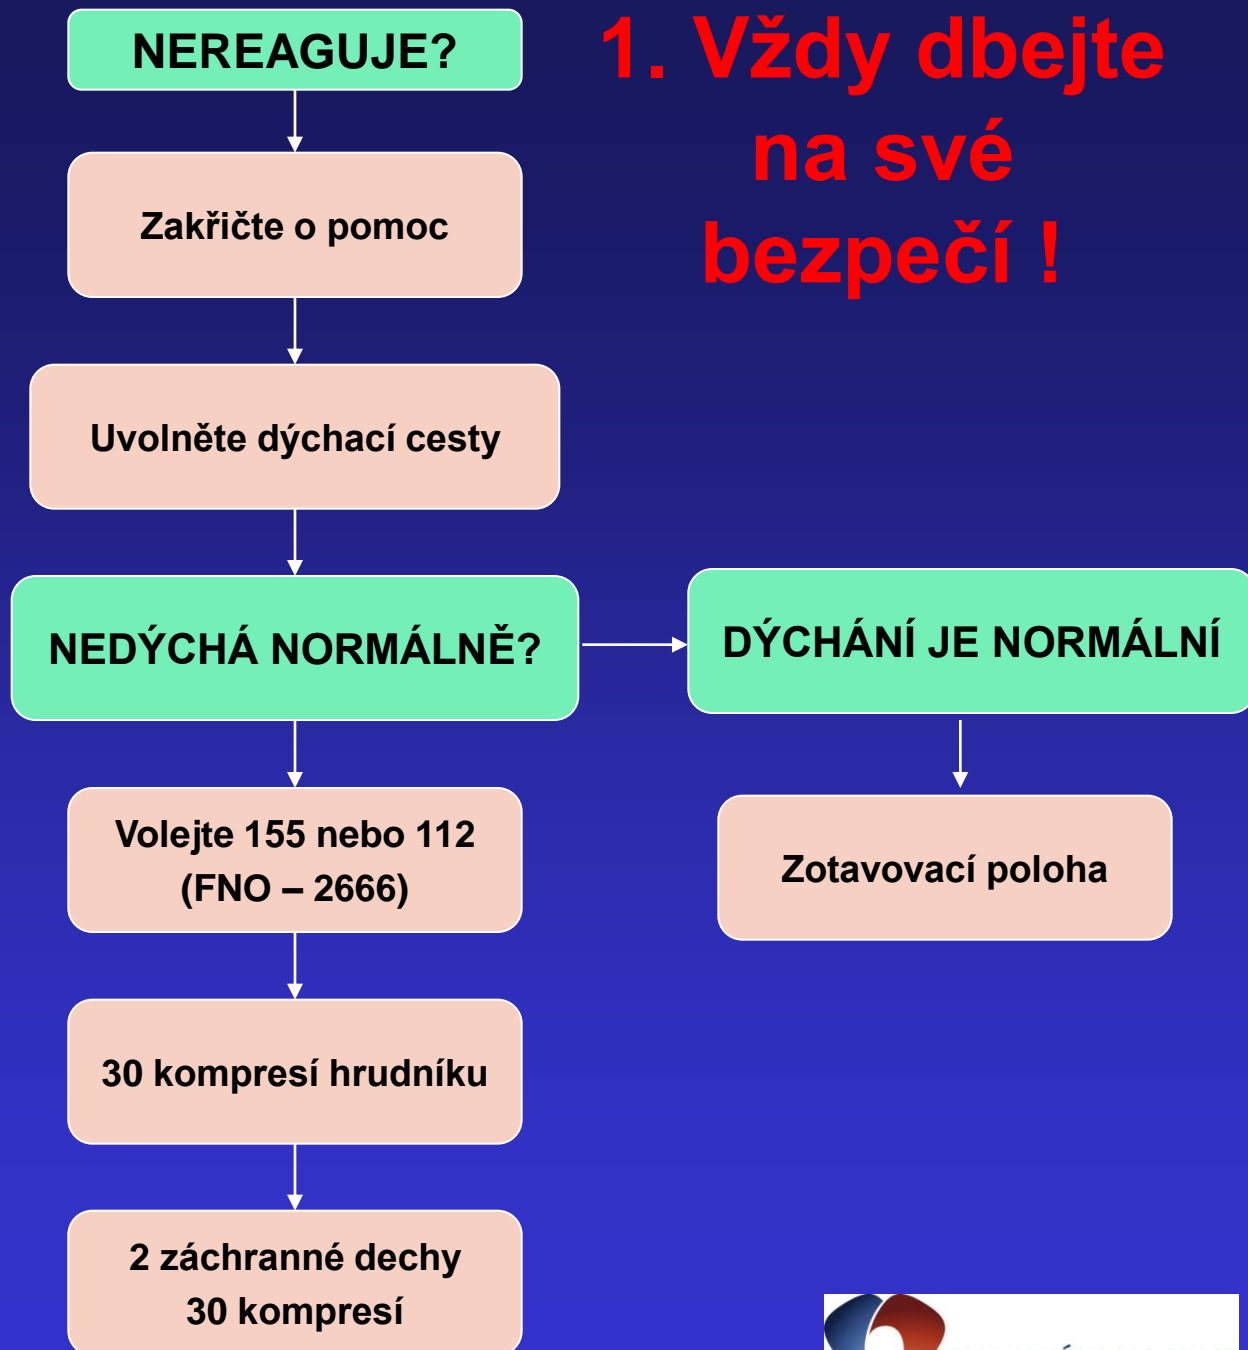 NEREAGUJE?
1. Vždy dbejte
na své
bezpečí !
Zakřičte o pomoc
Uvolněte dýchací cesty
NEDÝCHÁ NORMÁLNĚ?
DÝCHÁNÍ JE NORMÁLNÍ
Volejte 155 nebo 112
(FNO – 2666)
Zotavovací poloha
30 kompresí hrudníku
2 záchranné dechy
30 kompresí